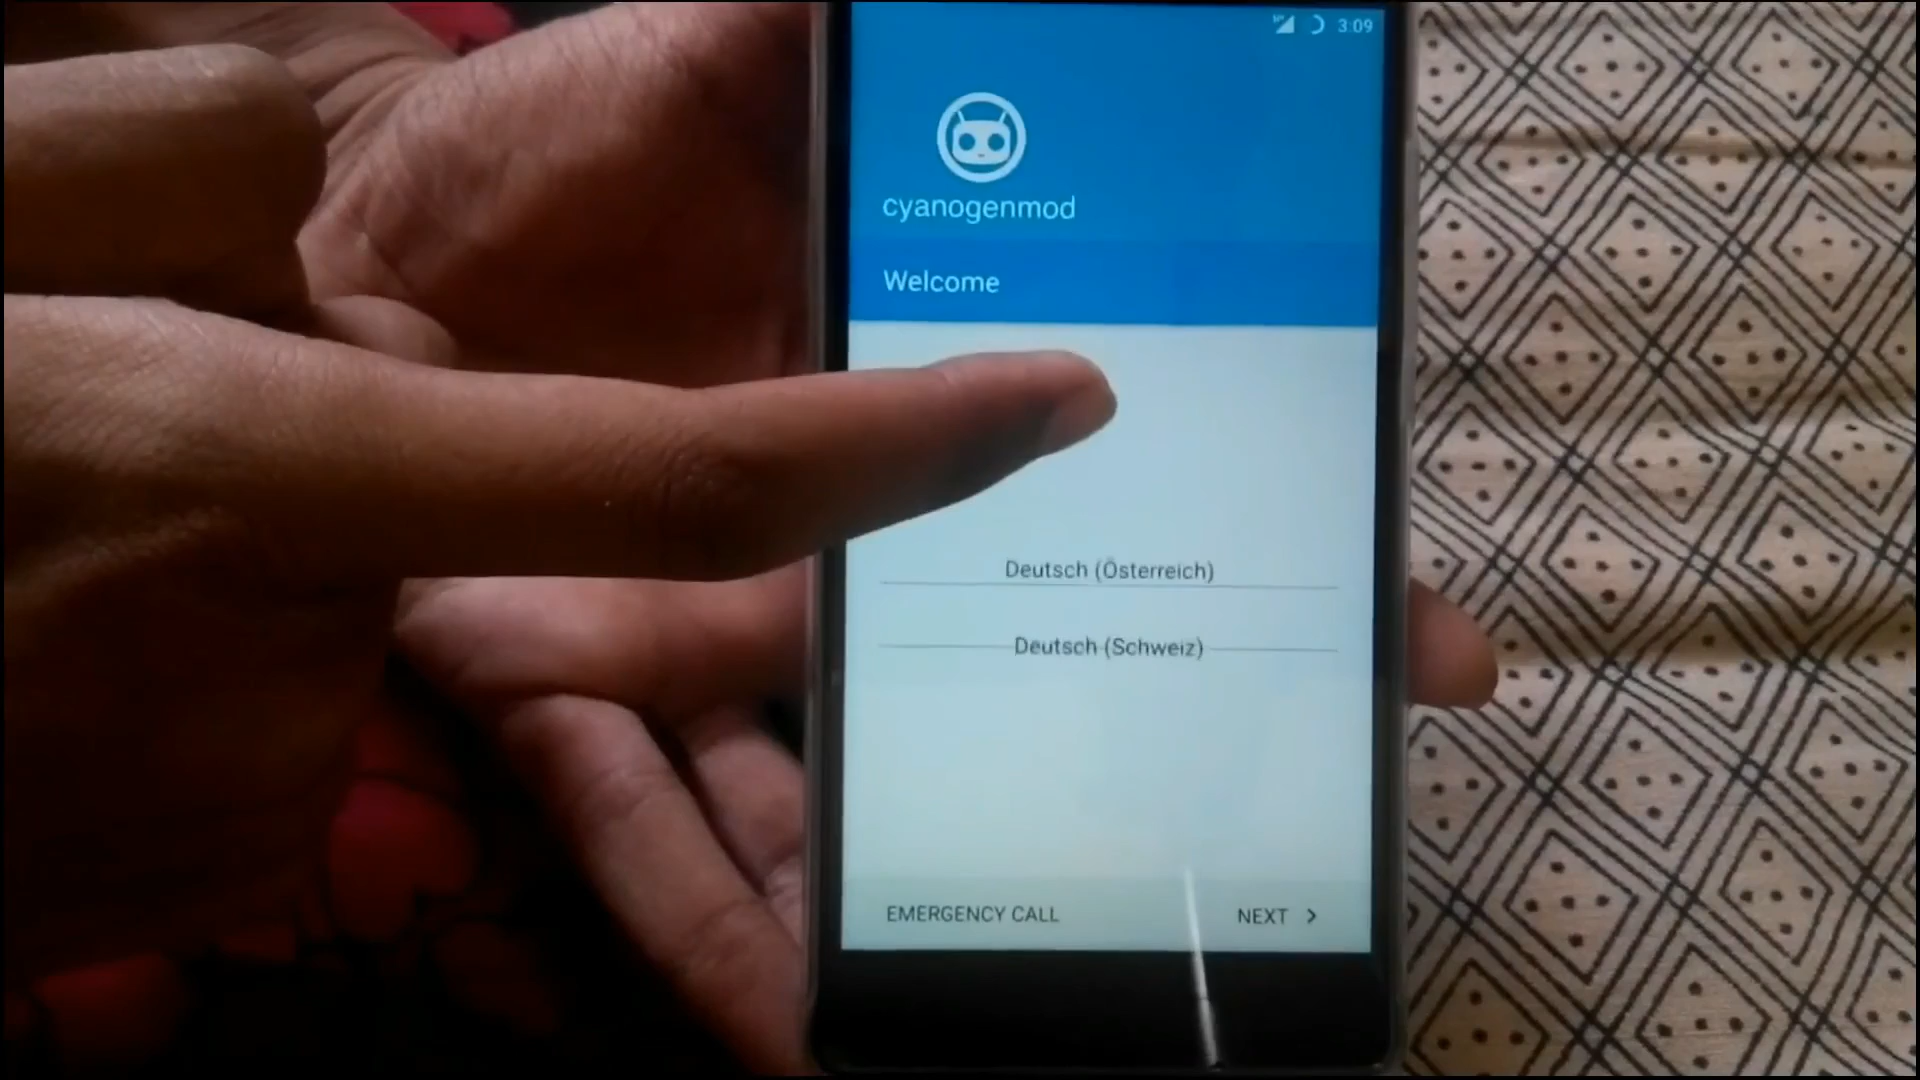 3:09
cyanogenmod
Welcome
Deutsch (Österreich)
Deutsch (Schweiz)
EMERGENCY CALL
NEXT